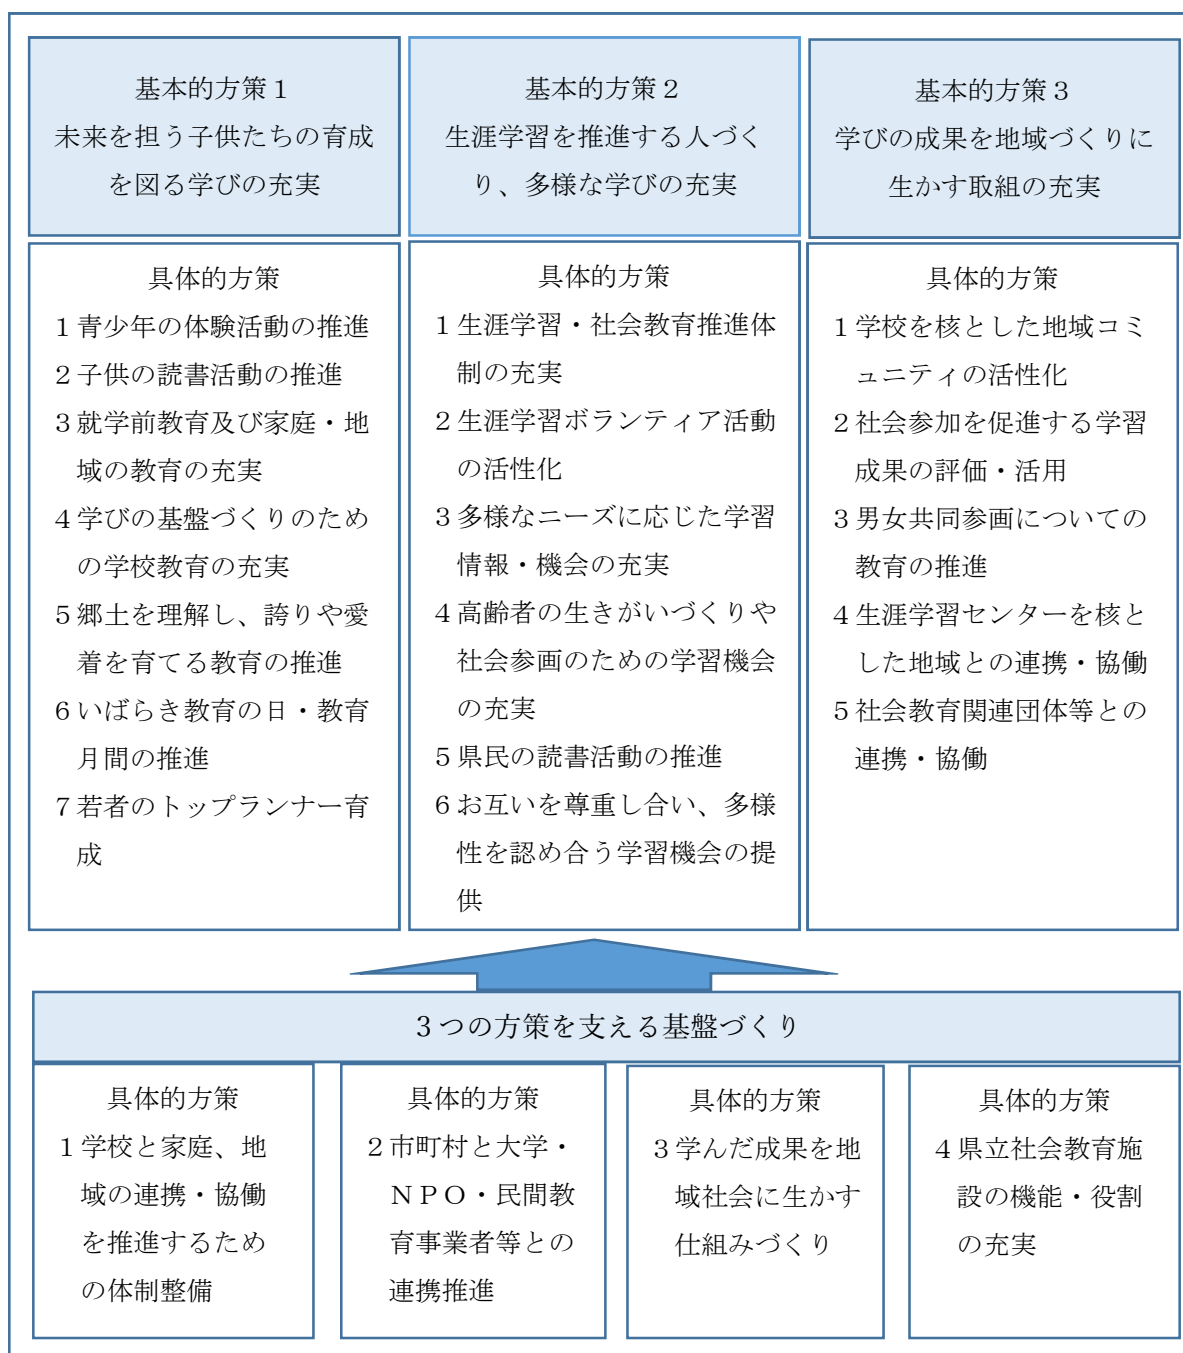 基本的方策１
未来を担う子供たちの育成
を図る学びの充実
基本的方策２
生涯学習を推進する人づく
り、多様な学びの充実
基本的方策３
学びの成果を地域づくりに
生かす取組の充実
具体的方策
１青少年の体験活動の推進
２子供の読書活動の推進
３就学前教育及び家庭・地
域の教育の充実
４学びの基盤づくりのため
の学校教育の充実
５郷土を理解し、誇りや愛
着を育てる教育の推進
６いばらき教育の日・教育
月間の推進
７若者のトップランナー育
成
具体的方策
１生涯学習・社会教育推進体
制の充実
２生涯学習ボランティア活動
の活性化
３多様なニーズに応じた学習
情報・機会の充実
４高齢者の生きがいづくりや
社会参画のための学習機会
の充実
５県民の読書活動の推進
６お互いを尊重し合い、多様
性を認め合う学習機会の提
供
具体的方策
１学校を核とした地域コミ
ュニティの活性化
２社会参加を促進する学習
成果の評価・活用
３男女共同参画についての
教育の推進
４生涯学習センターを核と
した地域との連携・協働
５社会教育関連団体等との
連携・協働
３つの方策を支える基盤づくり
具体的方策
１学校と家庭、地
域の連携・協働
を推進するため
の体制整備
具体的方策
２市町村と大学・
ＮＰＯ・民間教
育事業者等との
連携推進
具体的方策
３学んだ成果を地
域社会に生かす
仕組みづくり
具体的方策
４県立社会教育施
設の機能・役割
の充実